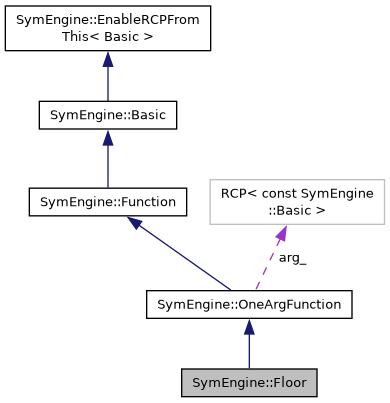 SymEngine::EnableRCPFrom
This< Basic >
SymEngine::Basic
SymEngine::Function
RCP< const SymEngine
::Basic >
arg_
SymEngine::OneArgFunction
SymEngine::Floor